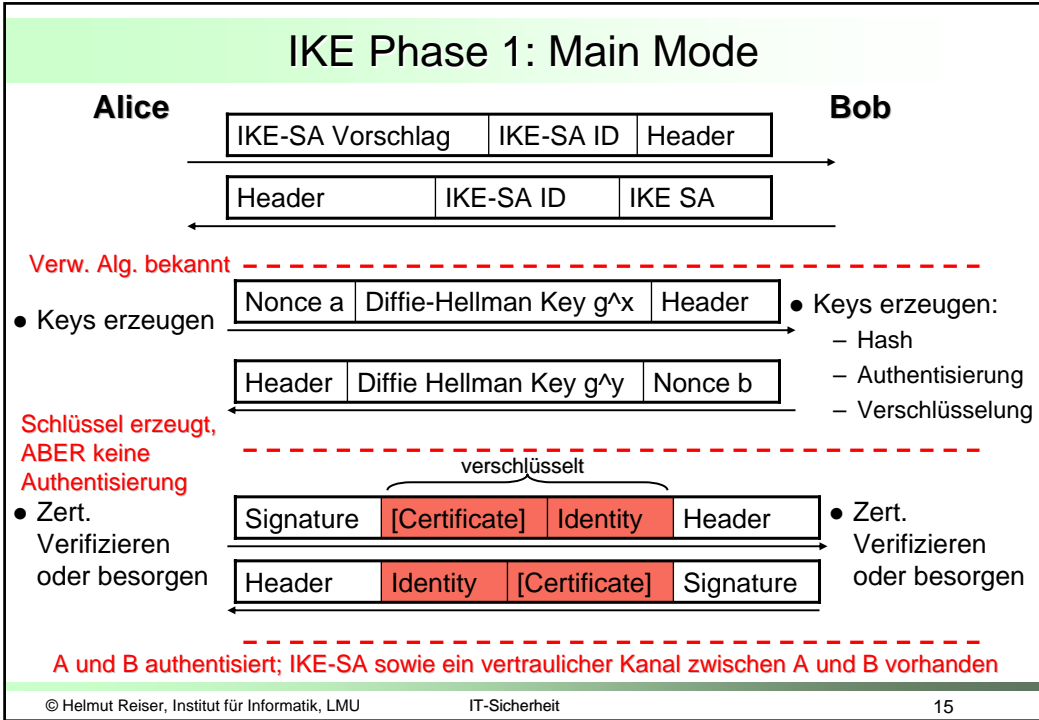 IKE Phase 1: Main Mode
Alice
Bob
IKE-SA Vorschlag IKE-SA ID Header
Header IKE-SA ID IKE SA
Verw. Alg. bekannt
● Keys erzeugen
Nonce a Diffie-Hellman Key g^x Header
● Keys erzeugen:
– Hash
– Authentisierung
– Verschlüsselung
Header Diffie Hellman Key g^y Nonce b
Schlüssel erzeugt,
ABER keine
Authentisierung
verschlüsselt
● Zert.
Verifizieren
oder besorgen
Signature [Certificate] Identity Header
Header Identity [Certificate] Signature
● Zert.
Verifizieren
oder besorgen
A und B authentisiert; IKE-SA sowie ein vertraulicher Kanal zwischen A und B vorhanden
© Helmut Reiser, Institut für Informatik, LMU IT-Sicherheit 15